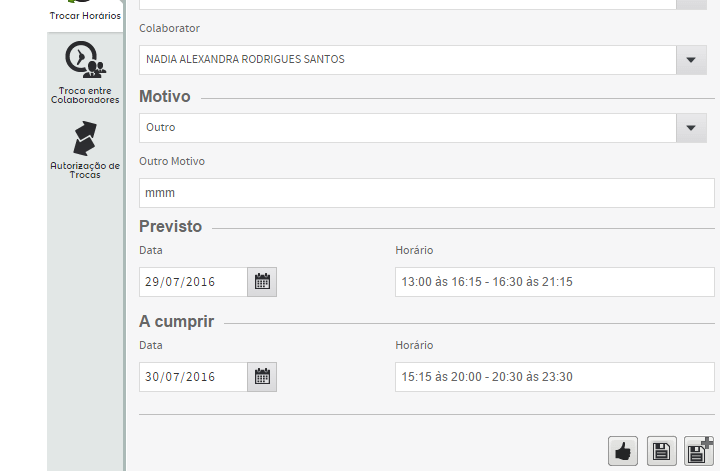 Trocar Horários
Troca entre
Colaboradores
Autorização de
Trocas
Colaborator
NADIA ALEXANDRA RODRIGUES SANTOS
Motivo
Outro
Outro Motivo
mmm
Previsto
Data
Horário
29/07/2016
13:00 às 16:15 - 16:30 às 21:15
A cumprir
Data
Horário
30/07/2016
15:15 às 20:00 - 20:30 às 23:30